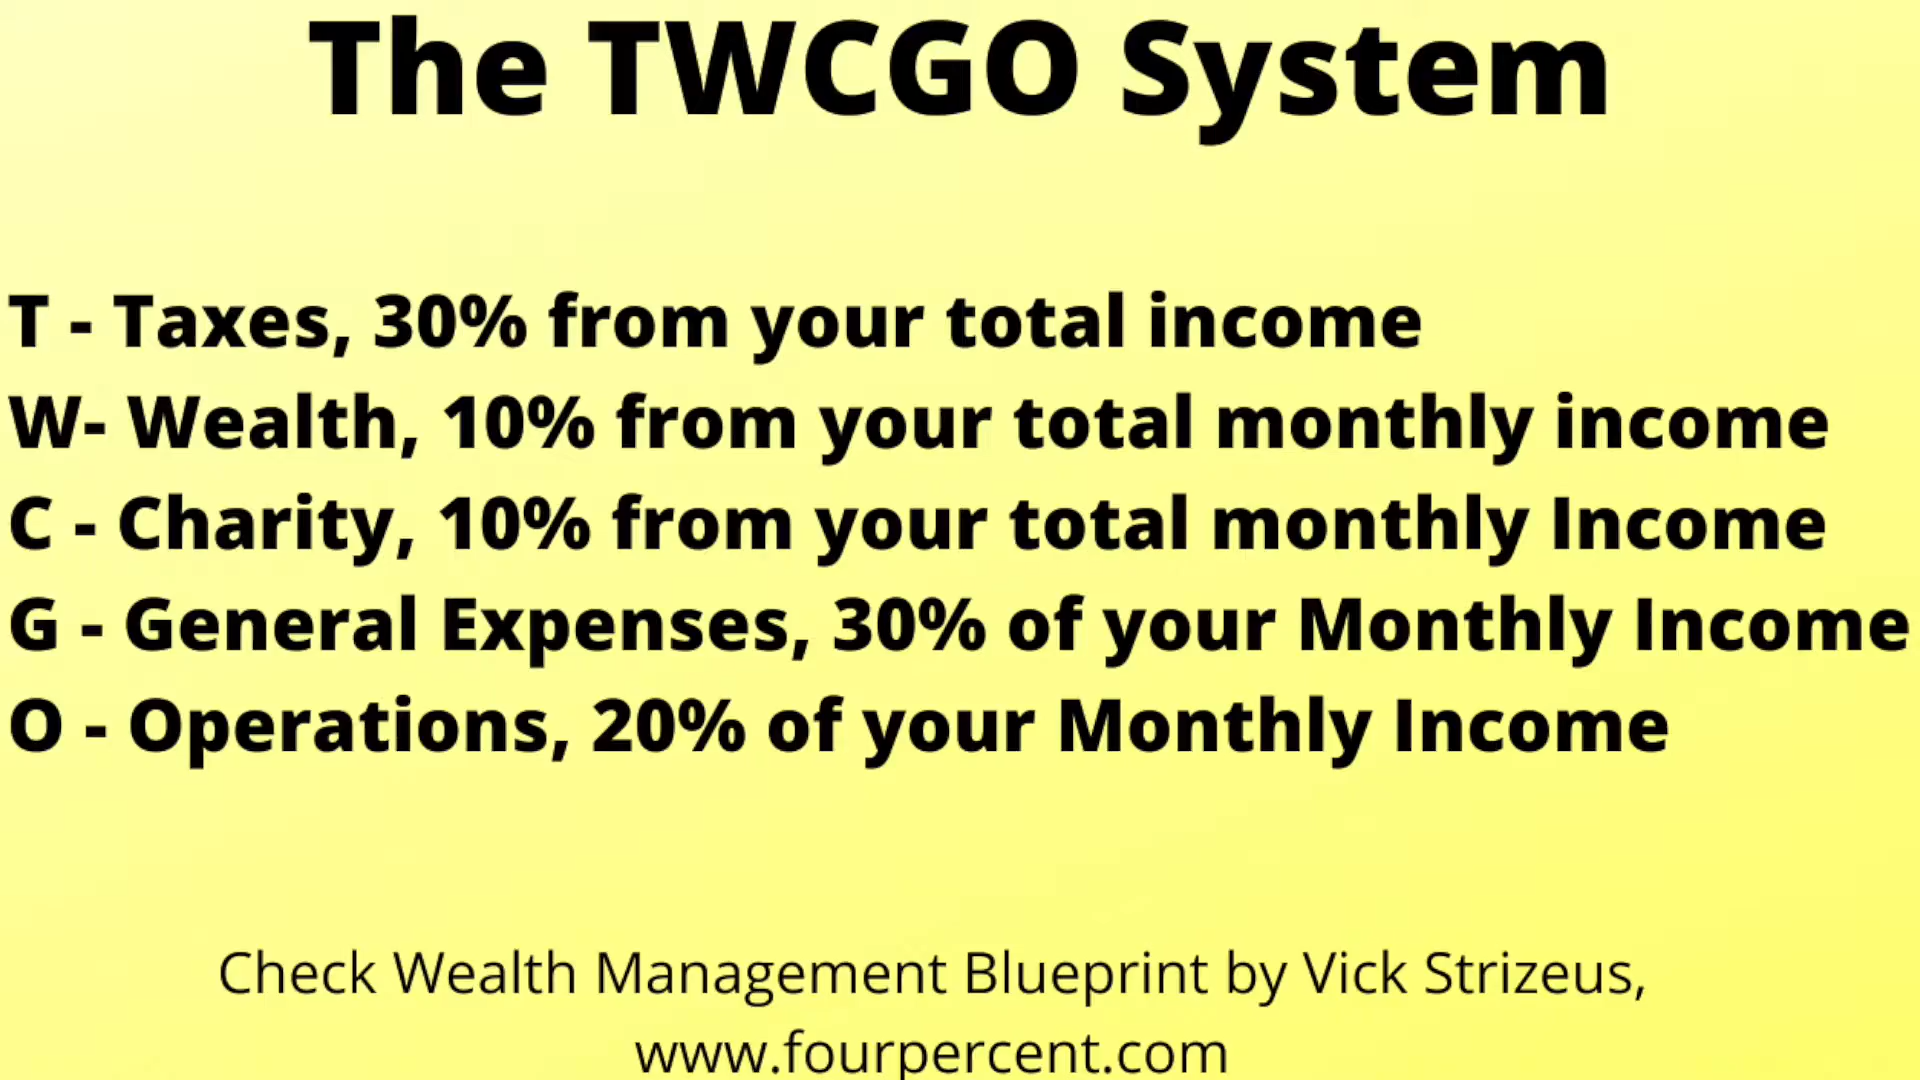 The TWCGO System
T - Taxes, 30% from your total income
W- Wealth, 10% from your total monthly income
C - Charity, 10% from your total monthly Income
G - General Expenses, 30% of your Monthly Income
O - Operations, 20% of your Monthly Income
Check Wealth Management Blueprint by Vick Strizeus,
www.fourpercent.com